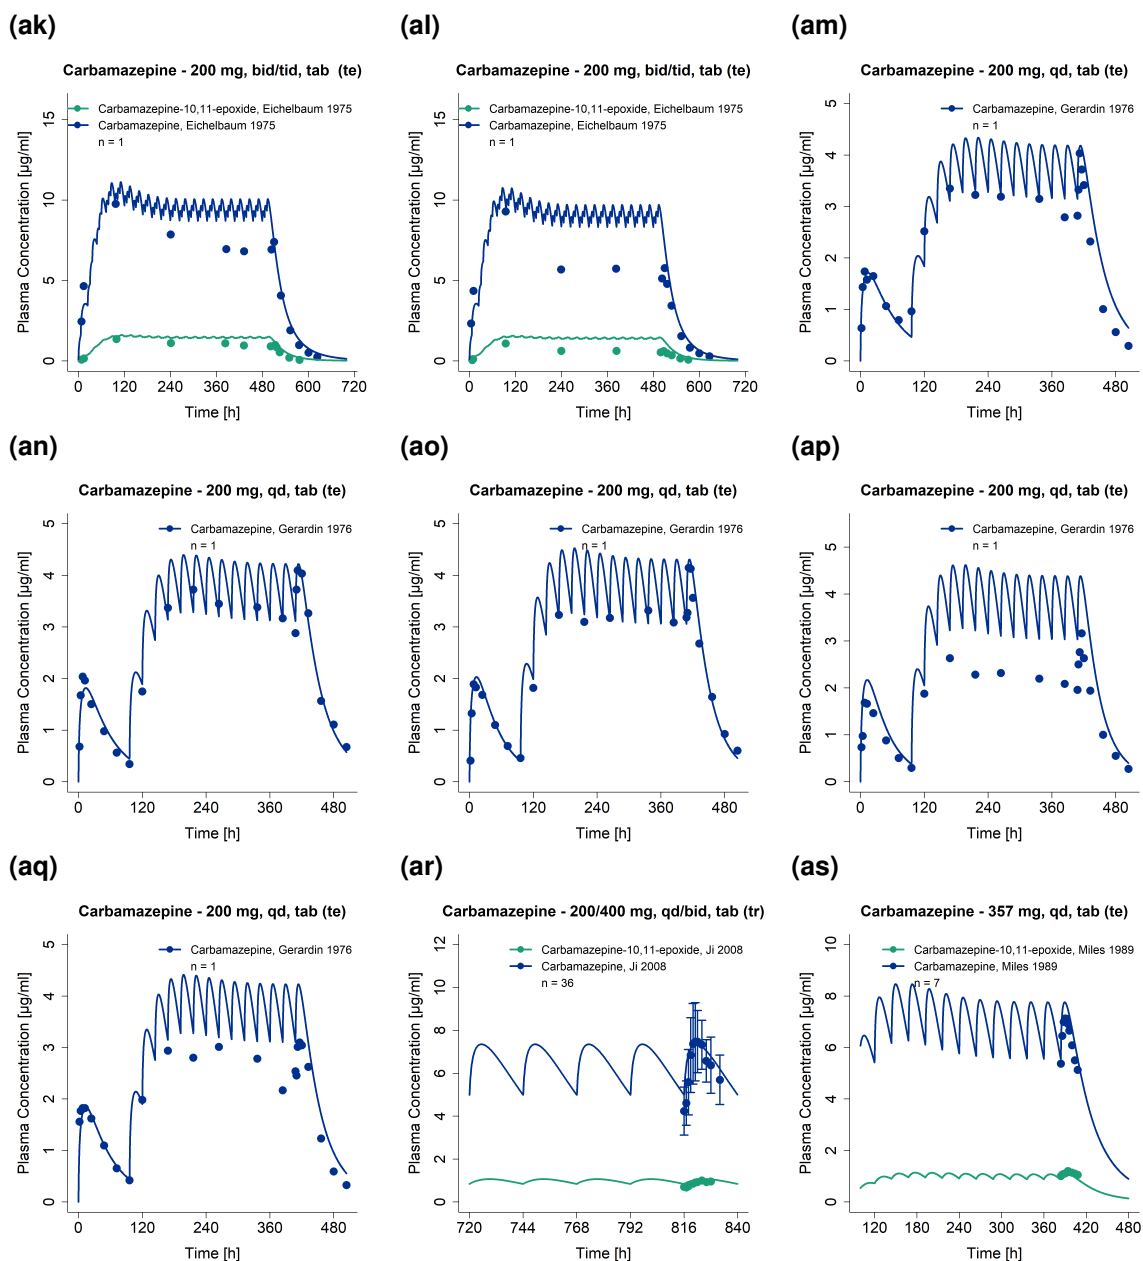 (ak)
Carbamazepine - 200 mg, bid/tid, tab  (te)
Carbamazepine-10,11-epoxide, Eichelbaum 1975
Carbamazepine, Eichelbaum 1975
n = 1
Plasma Concentration [µg/ml]
15
10
5
0
0 120 240 360 480 600 720
Time [h]
(al)
Carbamazepine - 200 mg, bid/tid, tab (te)
Carbamazepine-10,11-epoxide, Eichelbaum 1975
Carbamazepine, Eichelbaum 1975
n = 1
Plasma Concentration [µg/ml]
15
10
5
0
0 120 240 360 480 600 720
Time [h]
(am)
Carbamazepine - 200 mg, qd, tab (te)
Carbamazepine, Gerardin 1976
n = 1
Plasma Concentration [µg/ml]
5
4
3
2
1
0
0 120 240 360 480
Time [h]
(an)
Carbamazepine - 200 mg, qd, tab (te)
Carbamazepine, Gerardin 1976
n = 1
Plasma Concentration [µg/ml]
5
4
3
2
1
0
0 120 240 360 480
Time [h]
(ao)
Carbamazepine - 200 mg, qd, tab (te)
Carbamazepine, Gerardin 1976
n = 1
Plasma Concentration [µg/ml]
5
4
3
2
1
0
0 120 240 360 480
Time [h]
(ap)
Carbamazepine - 200 mg, qd, tab (te)
Carbamazepine, Gerardin 1976
n = 1
Plasma Concentration [µg/ml]
5
4
3
2
1
0
0 120 240 360 480
Time [h]
(aq)
Carbamazepine - 200 mg, qd, tab (te)
Carbamazepine, Gerardin 1976
n = 1
Plasma Concentration [µg/ml]
5
4
3
2
1
0
0 120 240 360 480
Time [h]
(ar)
Carbamazepine - 200/400 mg, qd/bid, tab (tr)
Carbamazepine-10,11-epoxide, Ji 2008
Carbamazepine, Ji 2008
n = 36
Plasma Concentration [µg/ml]
12
10
8
6
4
2
0
720 744 768 792 816 840
Time [h]
(as)
Carbamazepine - 357 mg, qd, tab (te)
Carbamazepine-10,11-epoxide, Miles 1989
Carbamazepine, Miles 1989
n = 7
Plasma Concentration [µg/ml]
10
8
6
4
2
0
120 180 240 300 360 420 480
Time [h]